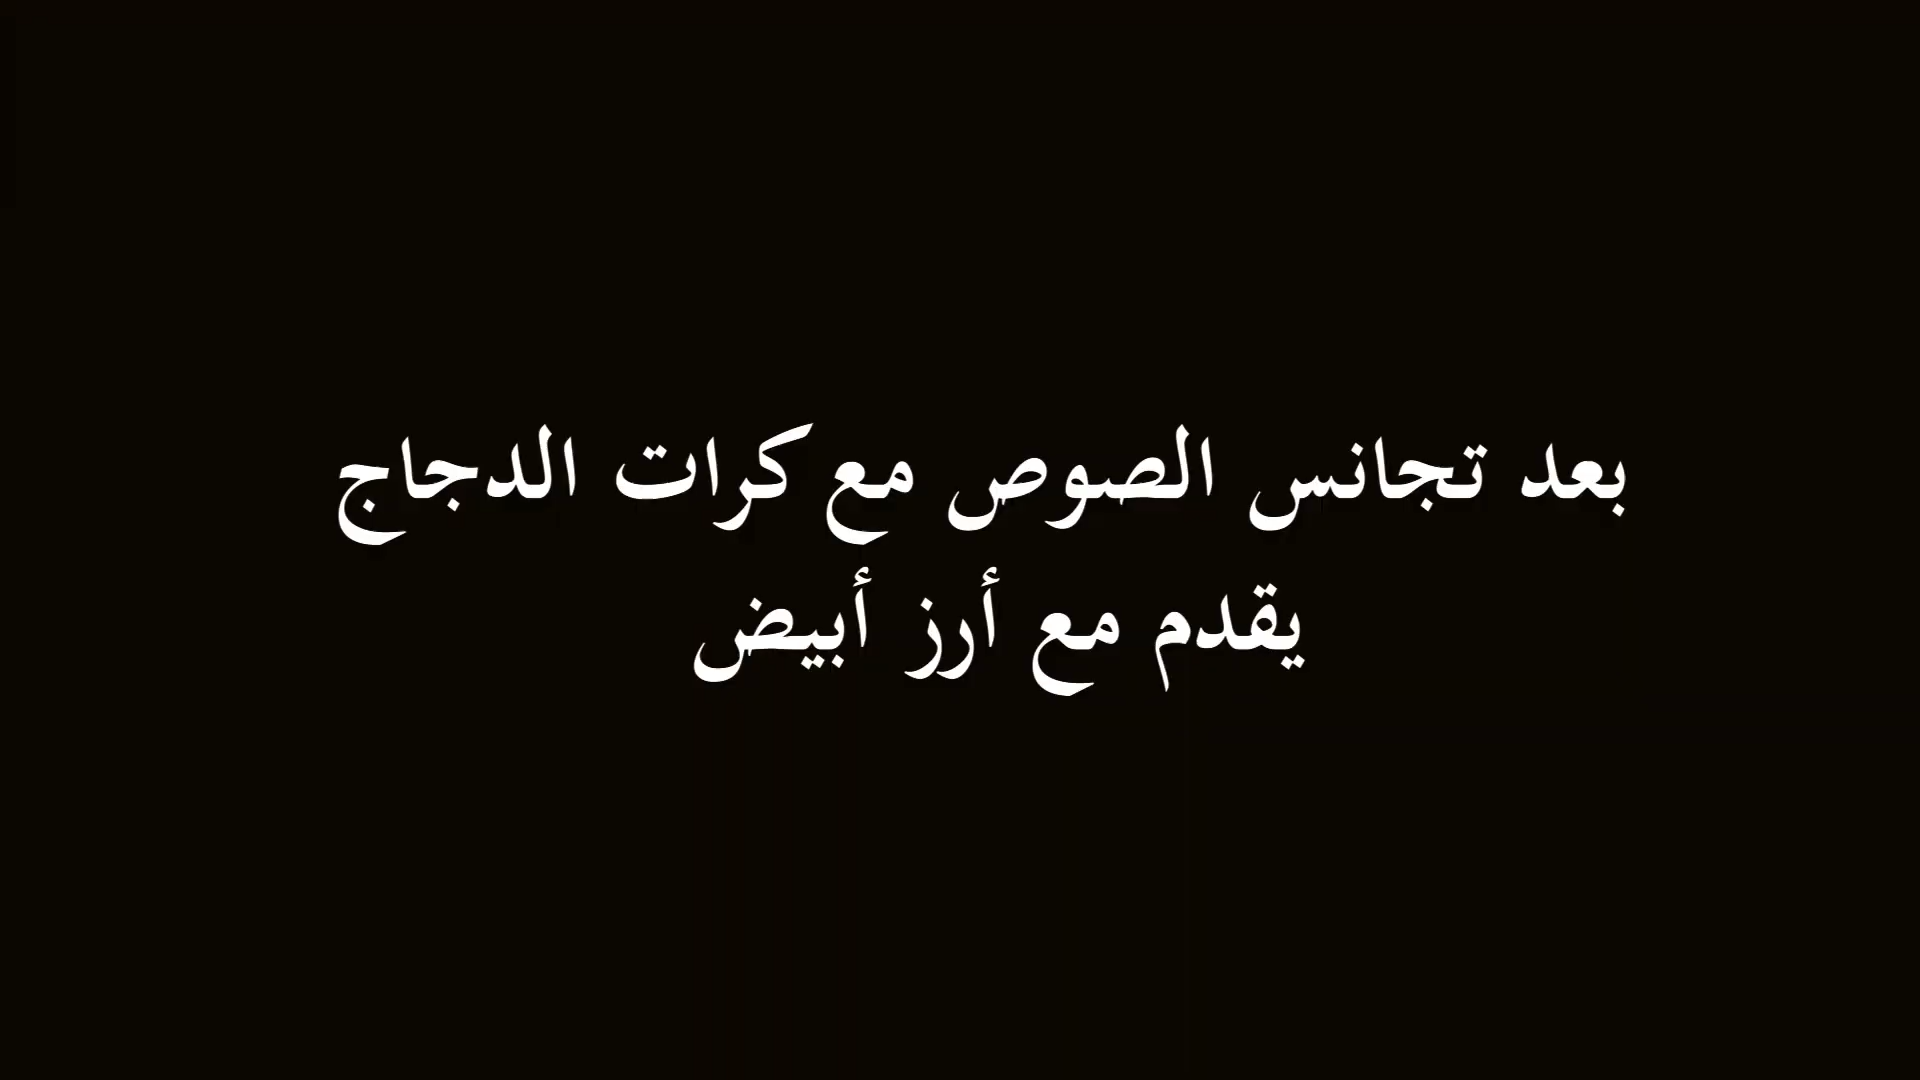 بعد تجانس الصوص مع كرات الدجاج
يقدم مع أرز أبيض